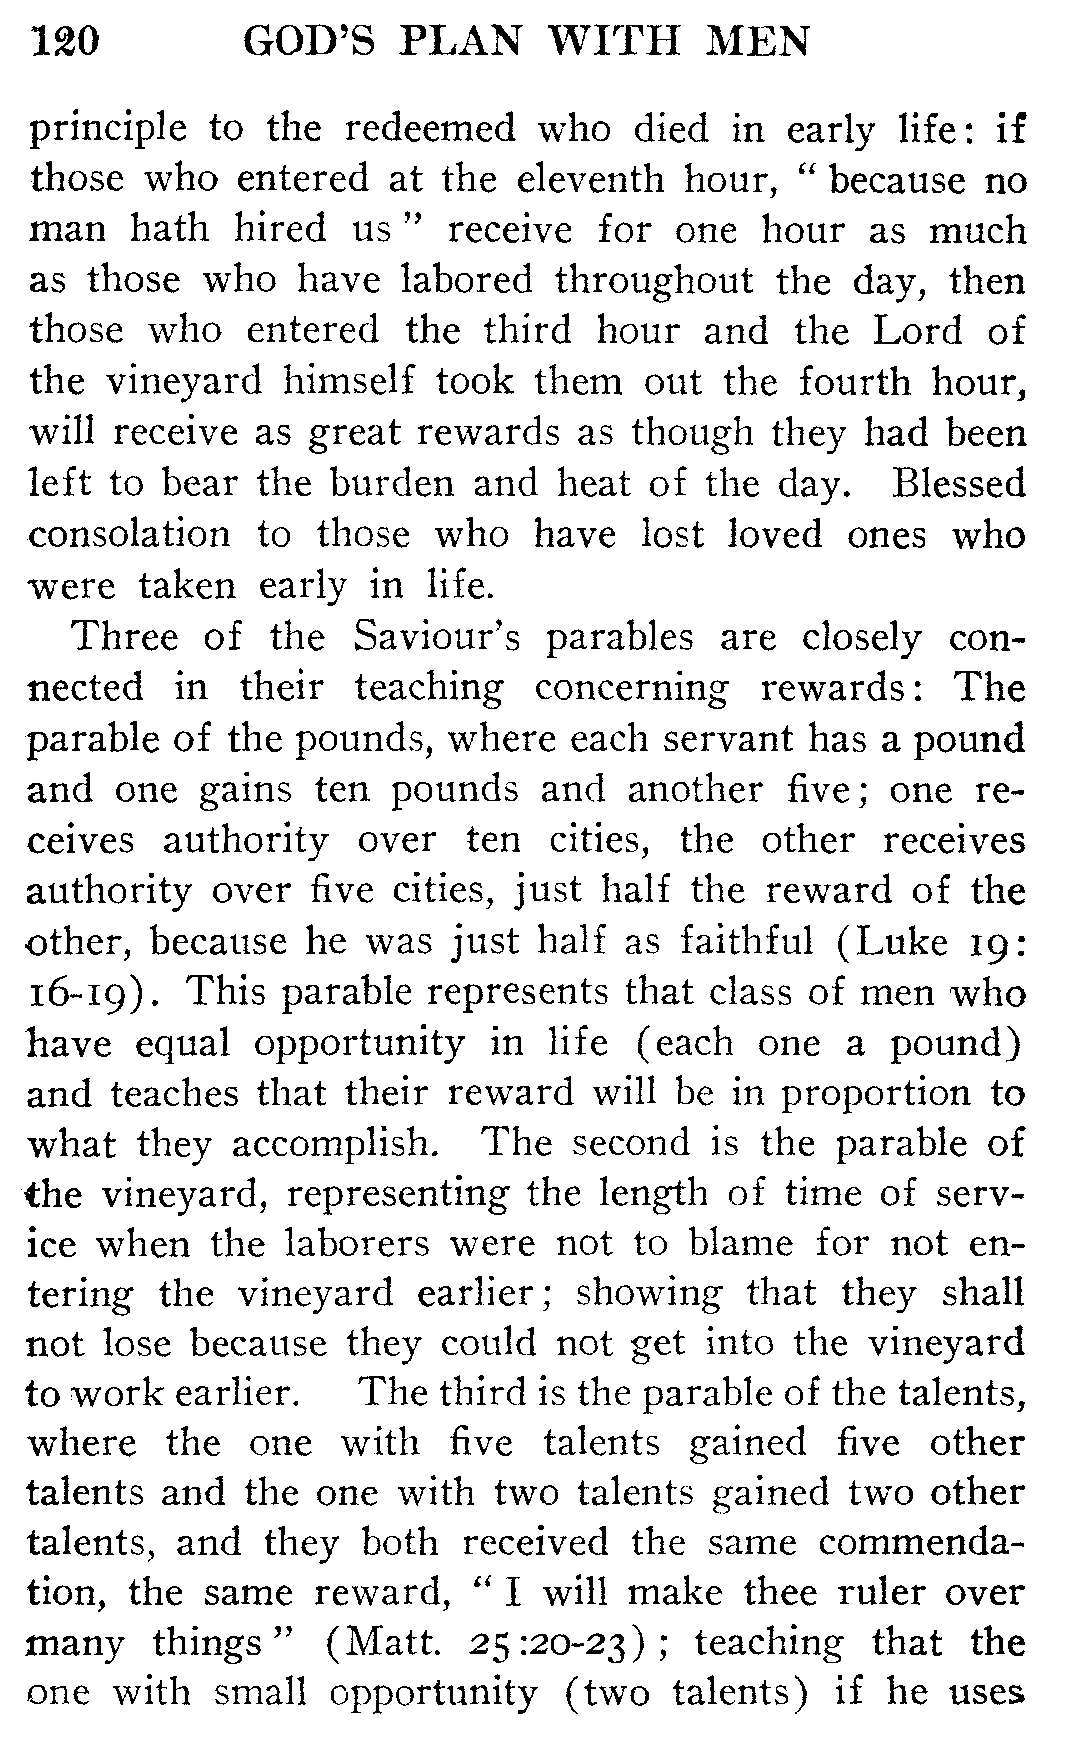 120 GOD'S PLAN WITH MEN
principle to the redeemed who died in early life: if
those who entered at the eleventh hour, “ because no
man hath hired us ” receive for one hour as much
as those who have labored throughout the day, then
those who entered the third hour and the Lord of
the vineyard himself took them out the fourth hour,
will receive as great rewards as though they had been
left to bear the burden and heat of the day. Blessed
consolation to those who have lost loved ones who
were taken early in life.
Three of the Saviour's parables are closely con-
nected in their teaching concerning rewards: The
parable of the pounds, where each servant has a pound
and one gains ten pounds and another five; one re-
ceives authority over ten cities, the other receives
authority over five cities, just half the reward of the
other, because he was just half as faithful (Luke 19:
16-19). This parable represents that class of men who
have equal opportunity in life (each one a pound)
and teaches that their reward will be in proportion to
what they accomplish. The second is the parable of
the vineyard, representing the length of time of serv-
ice when the laborers were not to blame for not en-
tering the vineyard earlier; showing that they shall
not lose because they could not get into the vineyard
to work earlier. The third is the parable of the talents,
where the one with five talents gained five other
talents and the one with two talents gained two other
talents, and they both received the same commenda-
tion, the same reward, “ I will make thee ruler over
many things ” (Matt. 25:20-23); teaching that the
one with small opportunity (two talents) if he uses